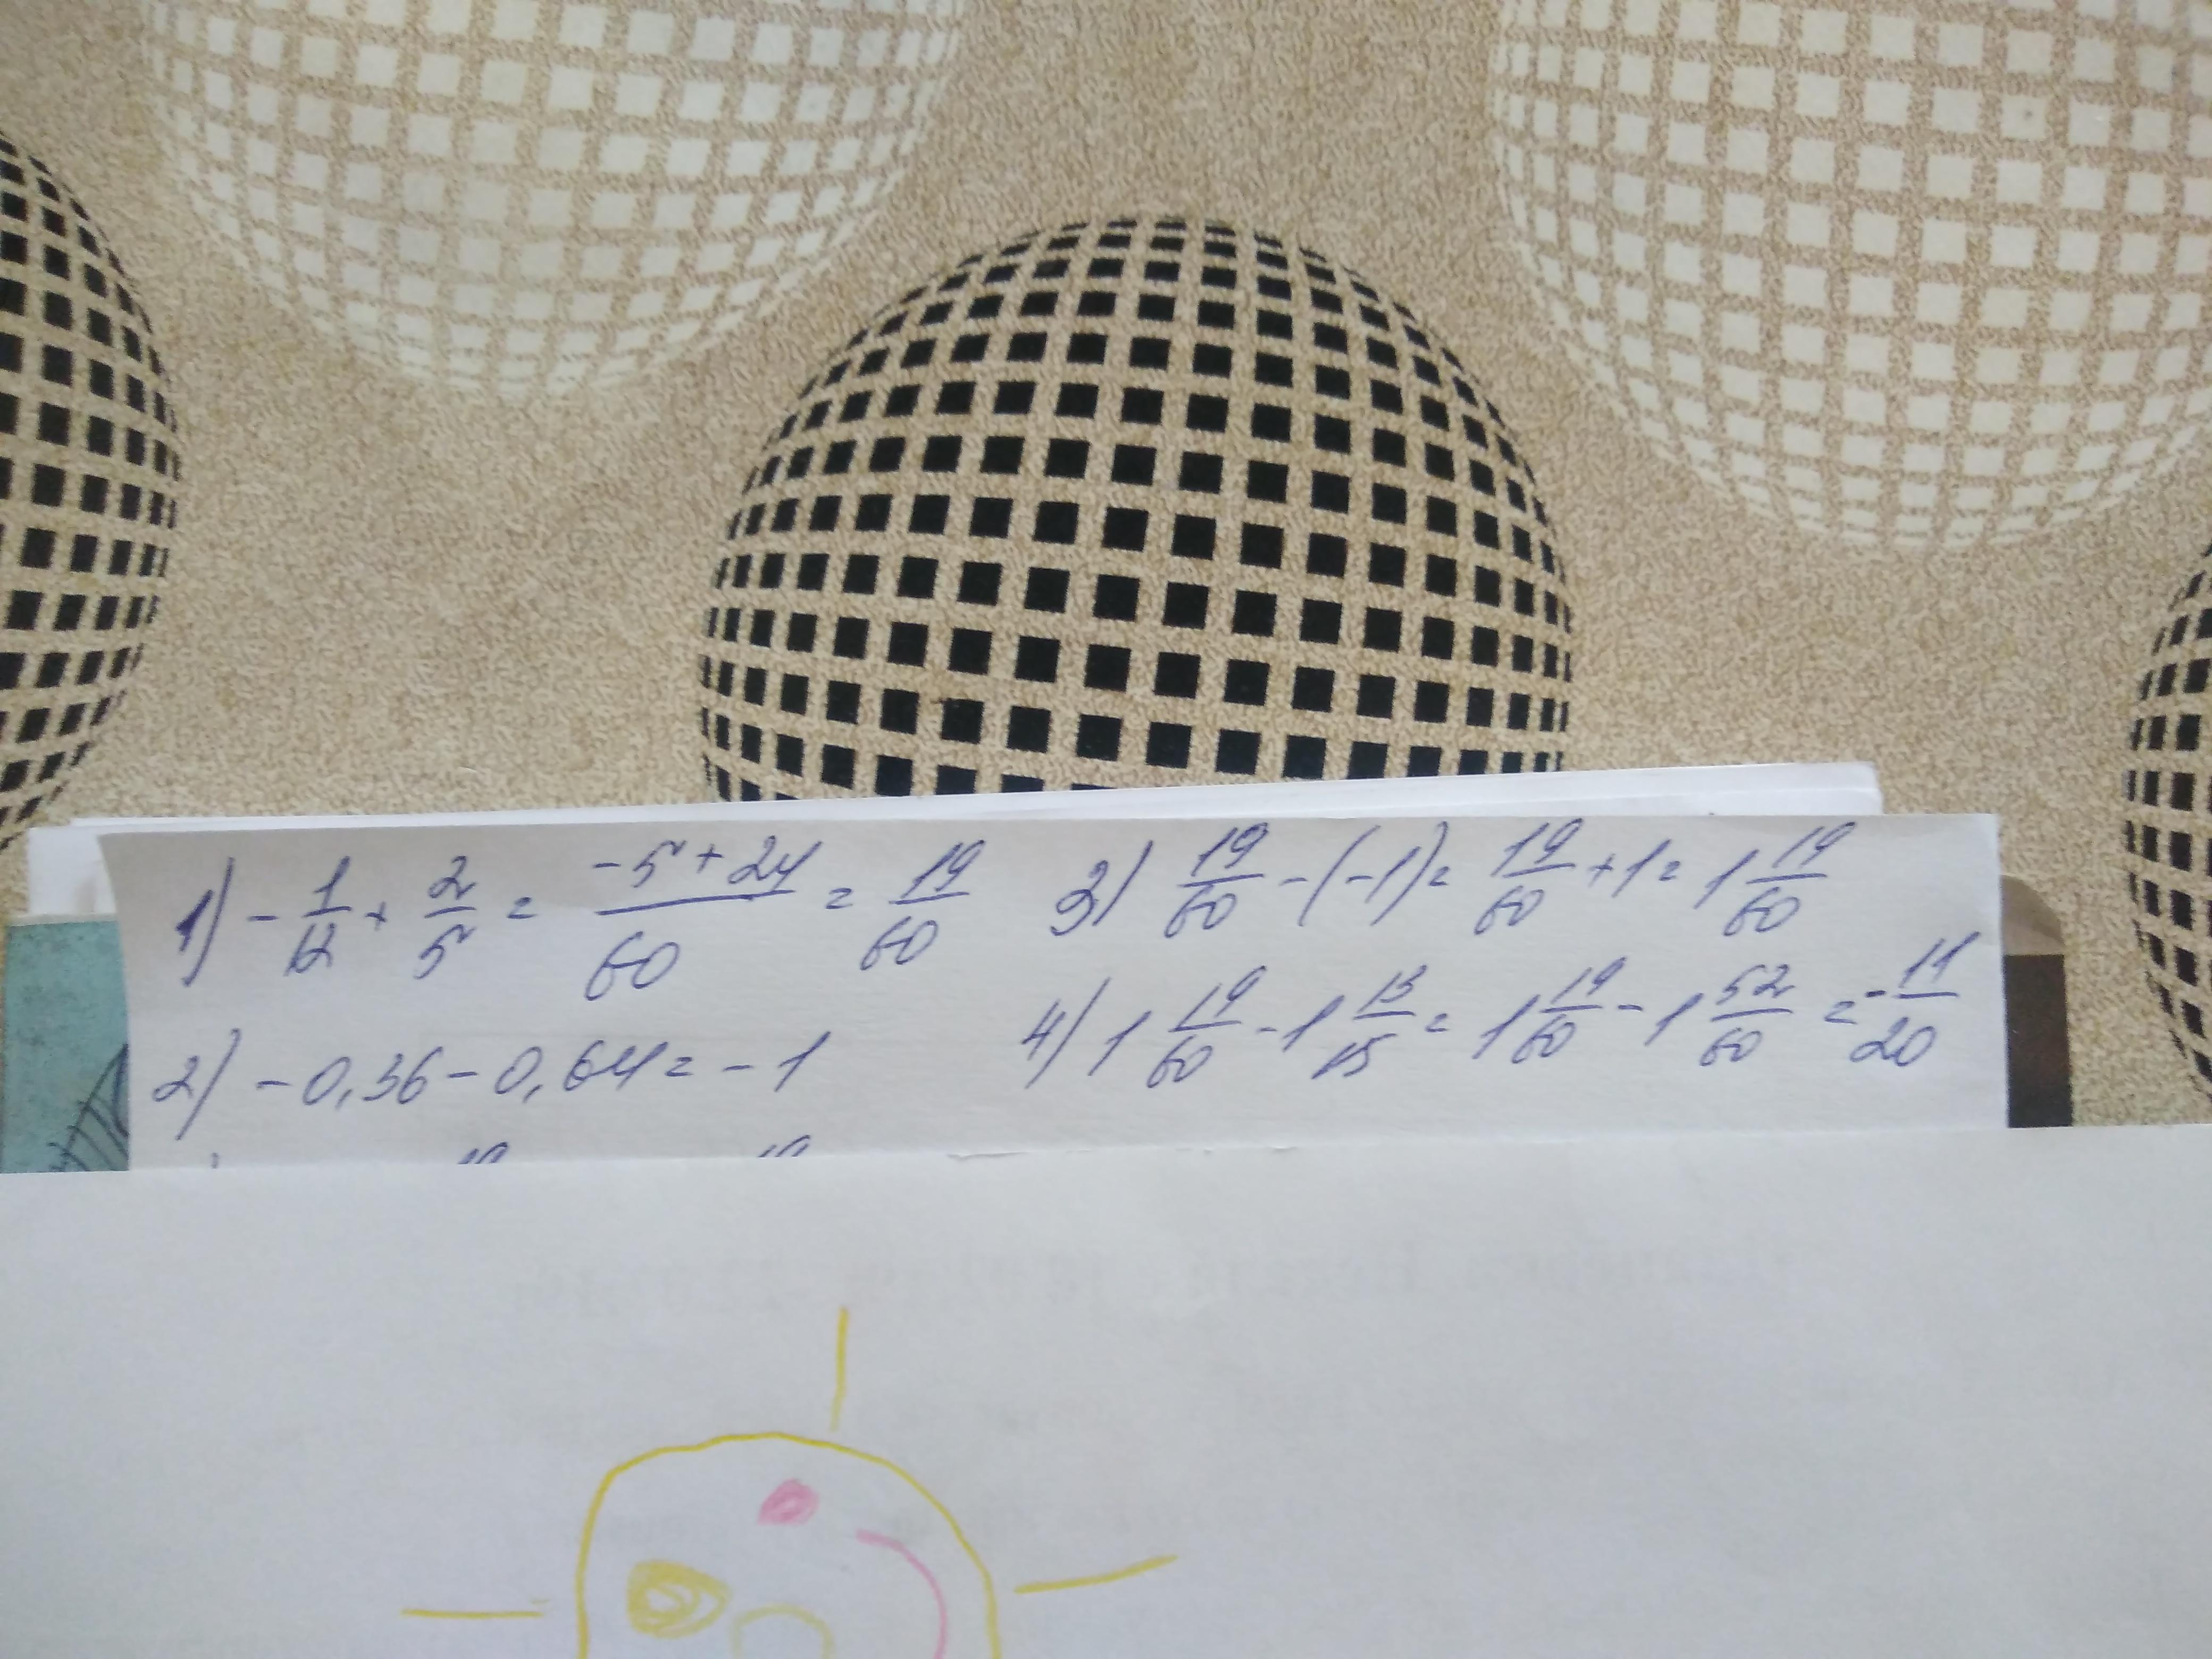 1) - 1/12 + 2/5 = (-5+24)/60 = 19/60
2) -0,36-0,64=-1
3) 19/60 -(-1)= 19/60 +1= 1 19/60
4) 1 19/60 - 1 13/15 = 1 19/60 - 1 52/60 = - 11/20